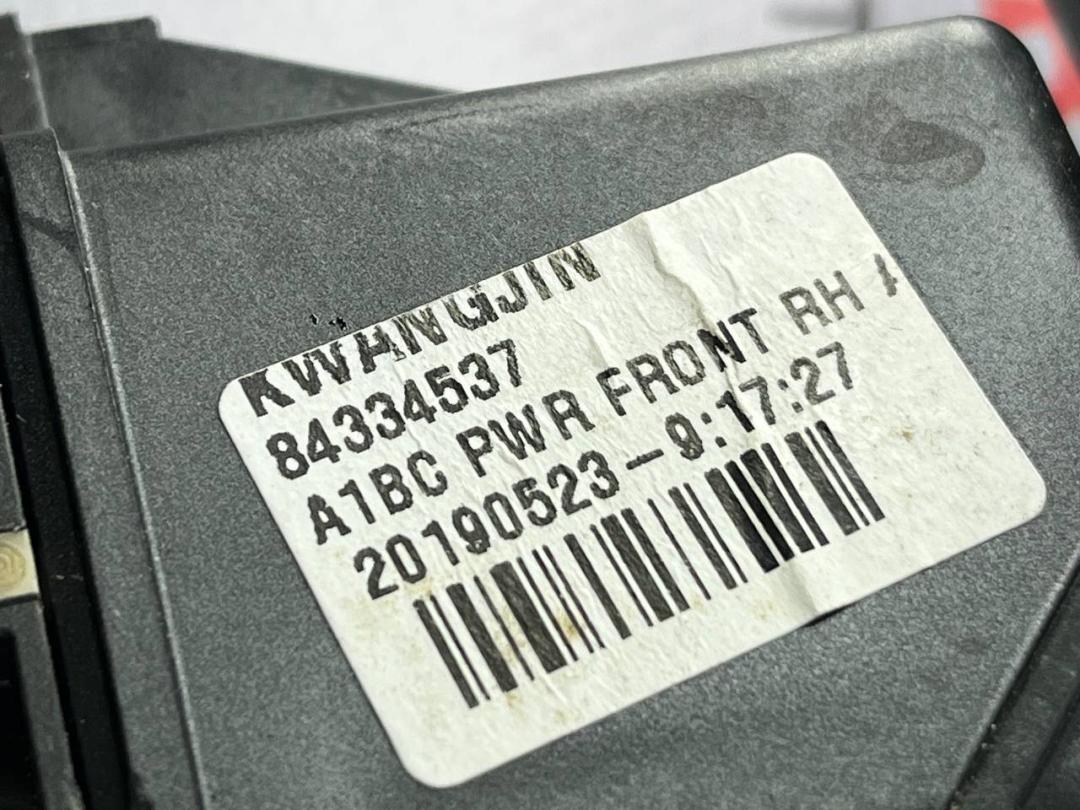 KWANGJIN
84334537
A1BC PWR FRONT RH
20190523-9:17:27